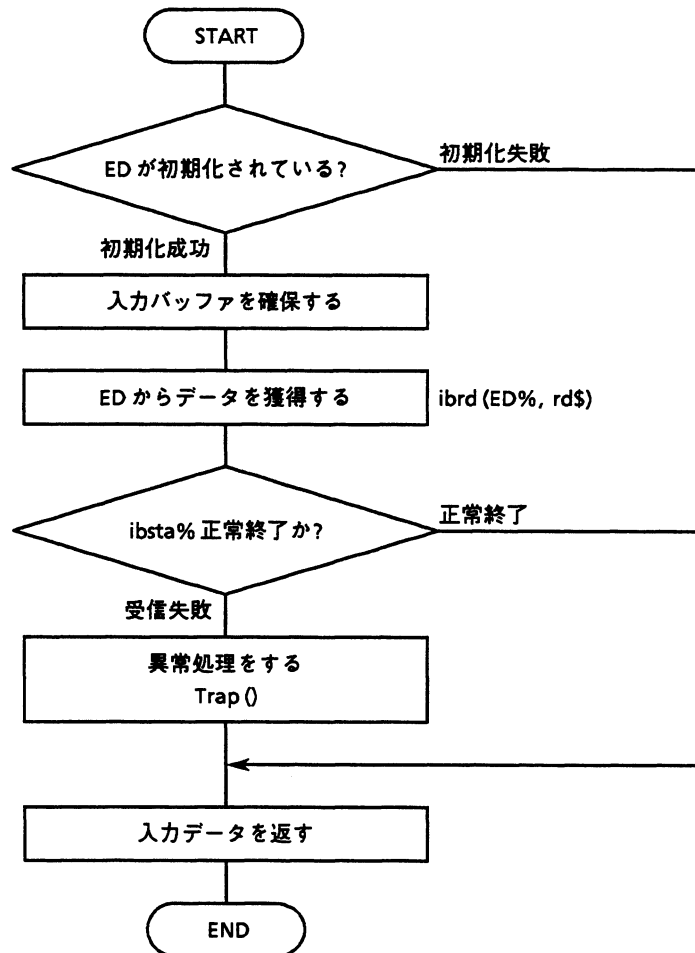 START
EDが初期化されている?
初期化失敗
初期化成功
入力バッファを確保する
EDからデータを獲得する
ibrd (ED%, rd$)
ibsta% 正常終了か?
正常終了
受信失敗
異常処理をする
Trap ()
入力データを返す
END